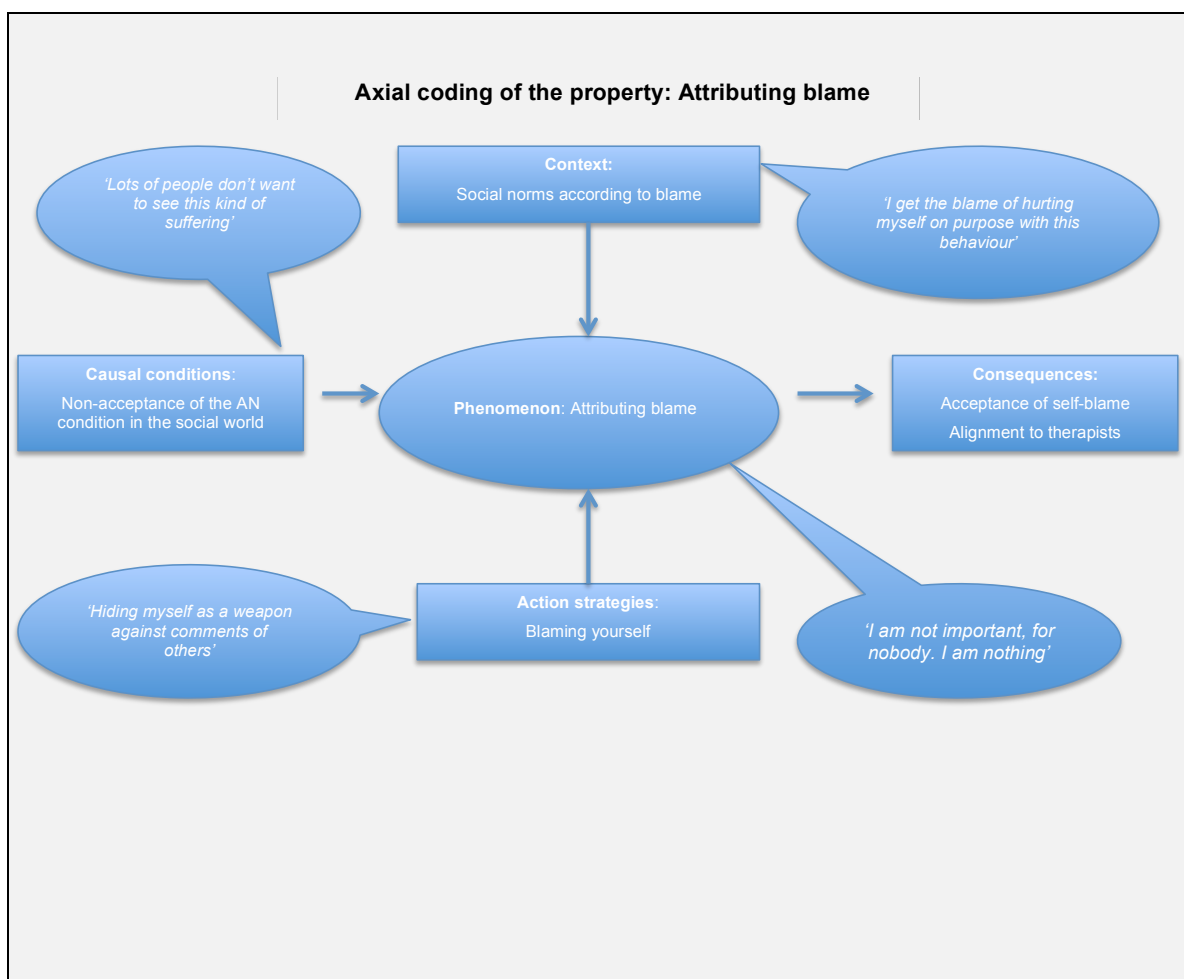 Axial coding of the property: Attributing blame
‘Lots of people don’t want
to see this kind of
suffering’
Context:
Social norms according to blame
‘I get the blame of hurting
myself on purpose with this
behaviour’
Causal conditions:
Non-acceptance of the AN
condition in the social world
Phenomenon: Attributing blame
Consequences:
Acceptance of self-blame
Alignment to therapists
‘Hiding myself as a weapon
against comments of
others’
Action strategies:
Blaming yourself
‘I am not important, for
nobody. I am nothing’